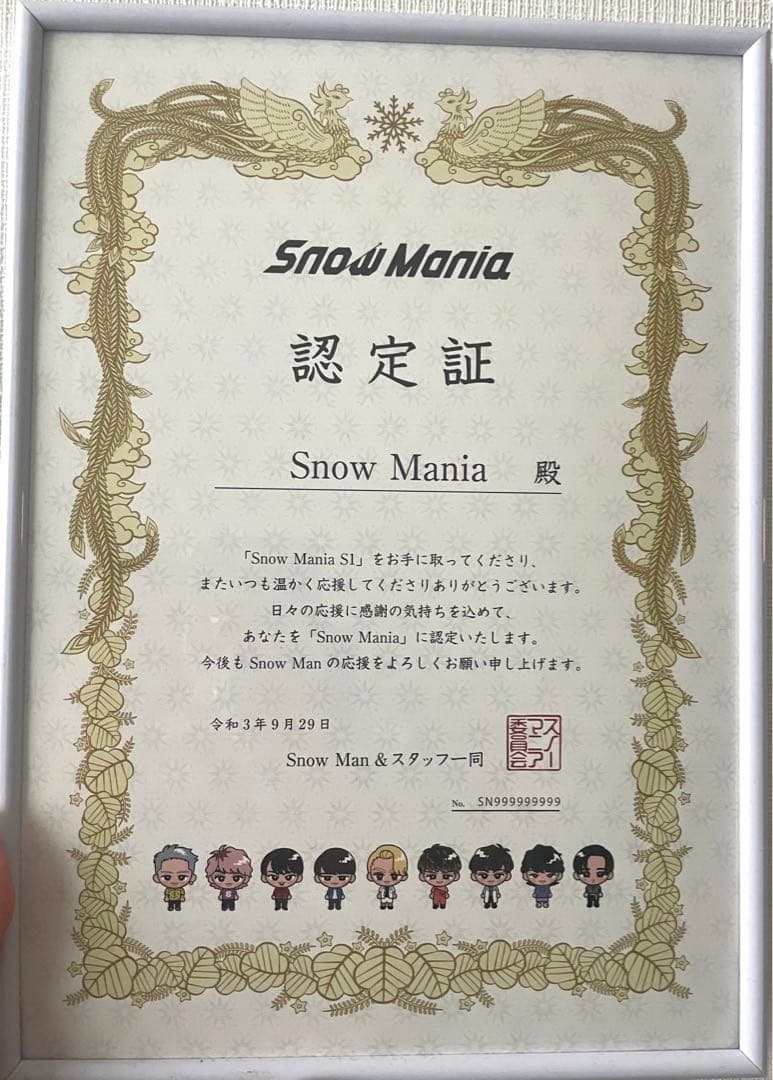 Snow Mania
認定証
Snow Mania 殿
「Snow Mania S1」をお手に取ってくださり、
またいつも温かく応援してくださりありがとうございます。
日々の応援に感謝の気持ちを込めて、
あなたを「Snow Mania」に認定いたします。
今後も Snow Man の応援をよろしくお願い申し上げます。
令和3年9月29日
スノーマニア委員会
Snow Man & スタッフ一同
No. SN999999999